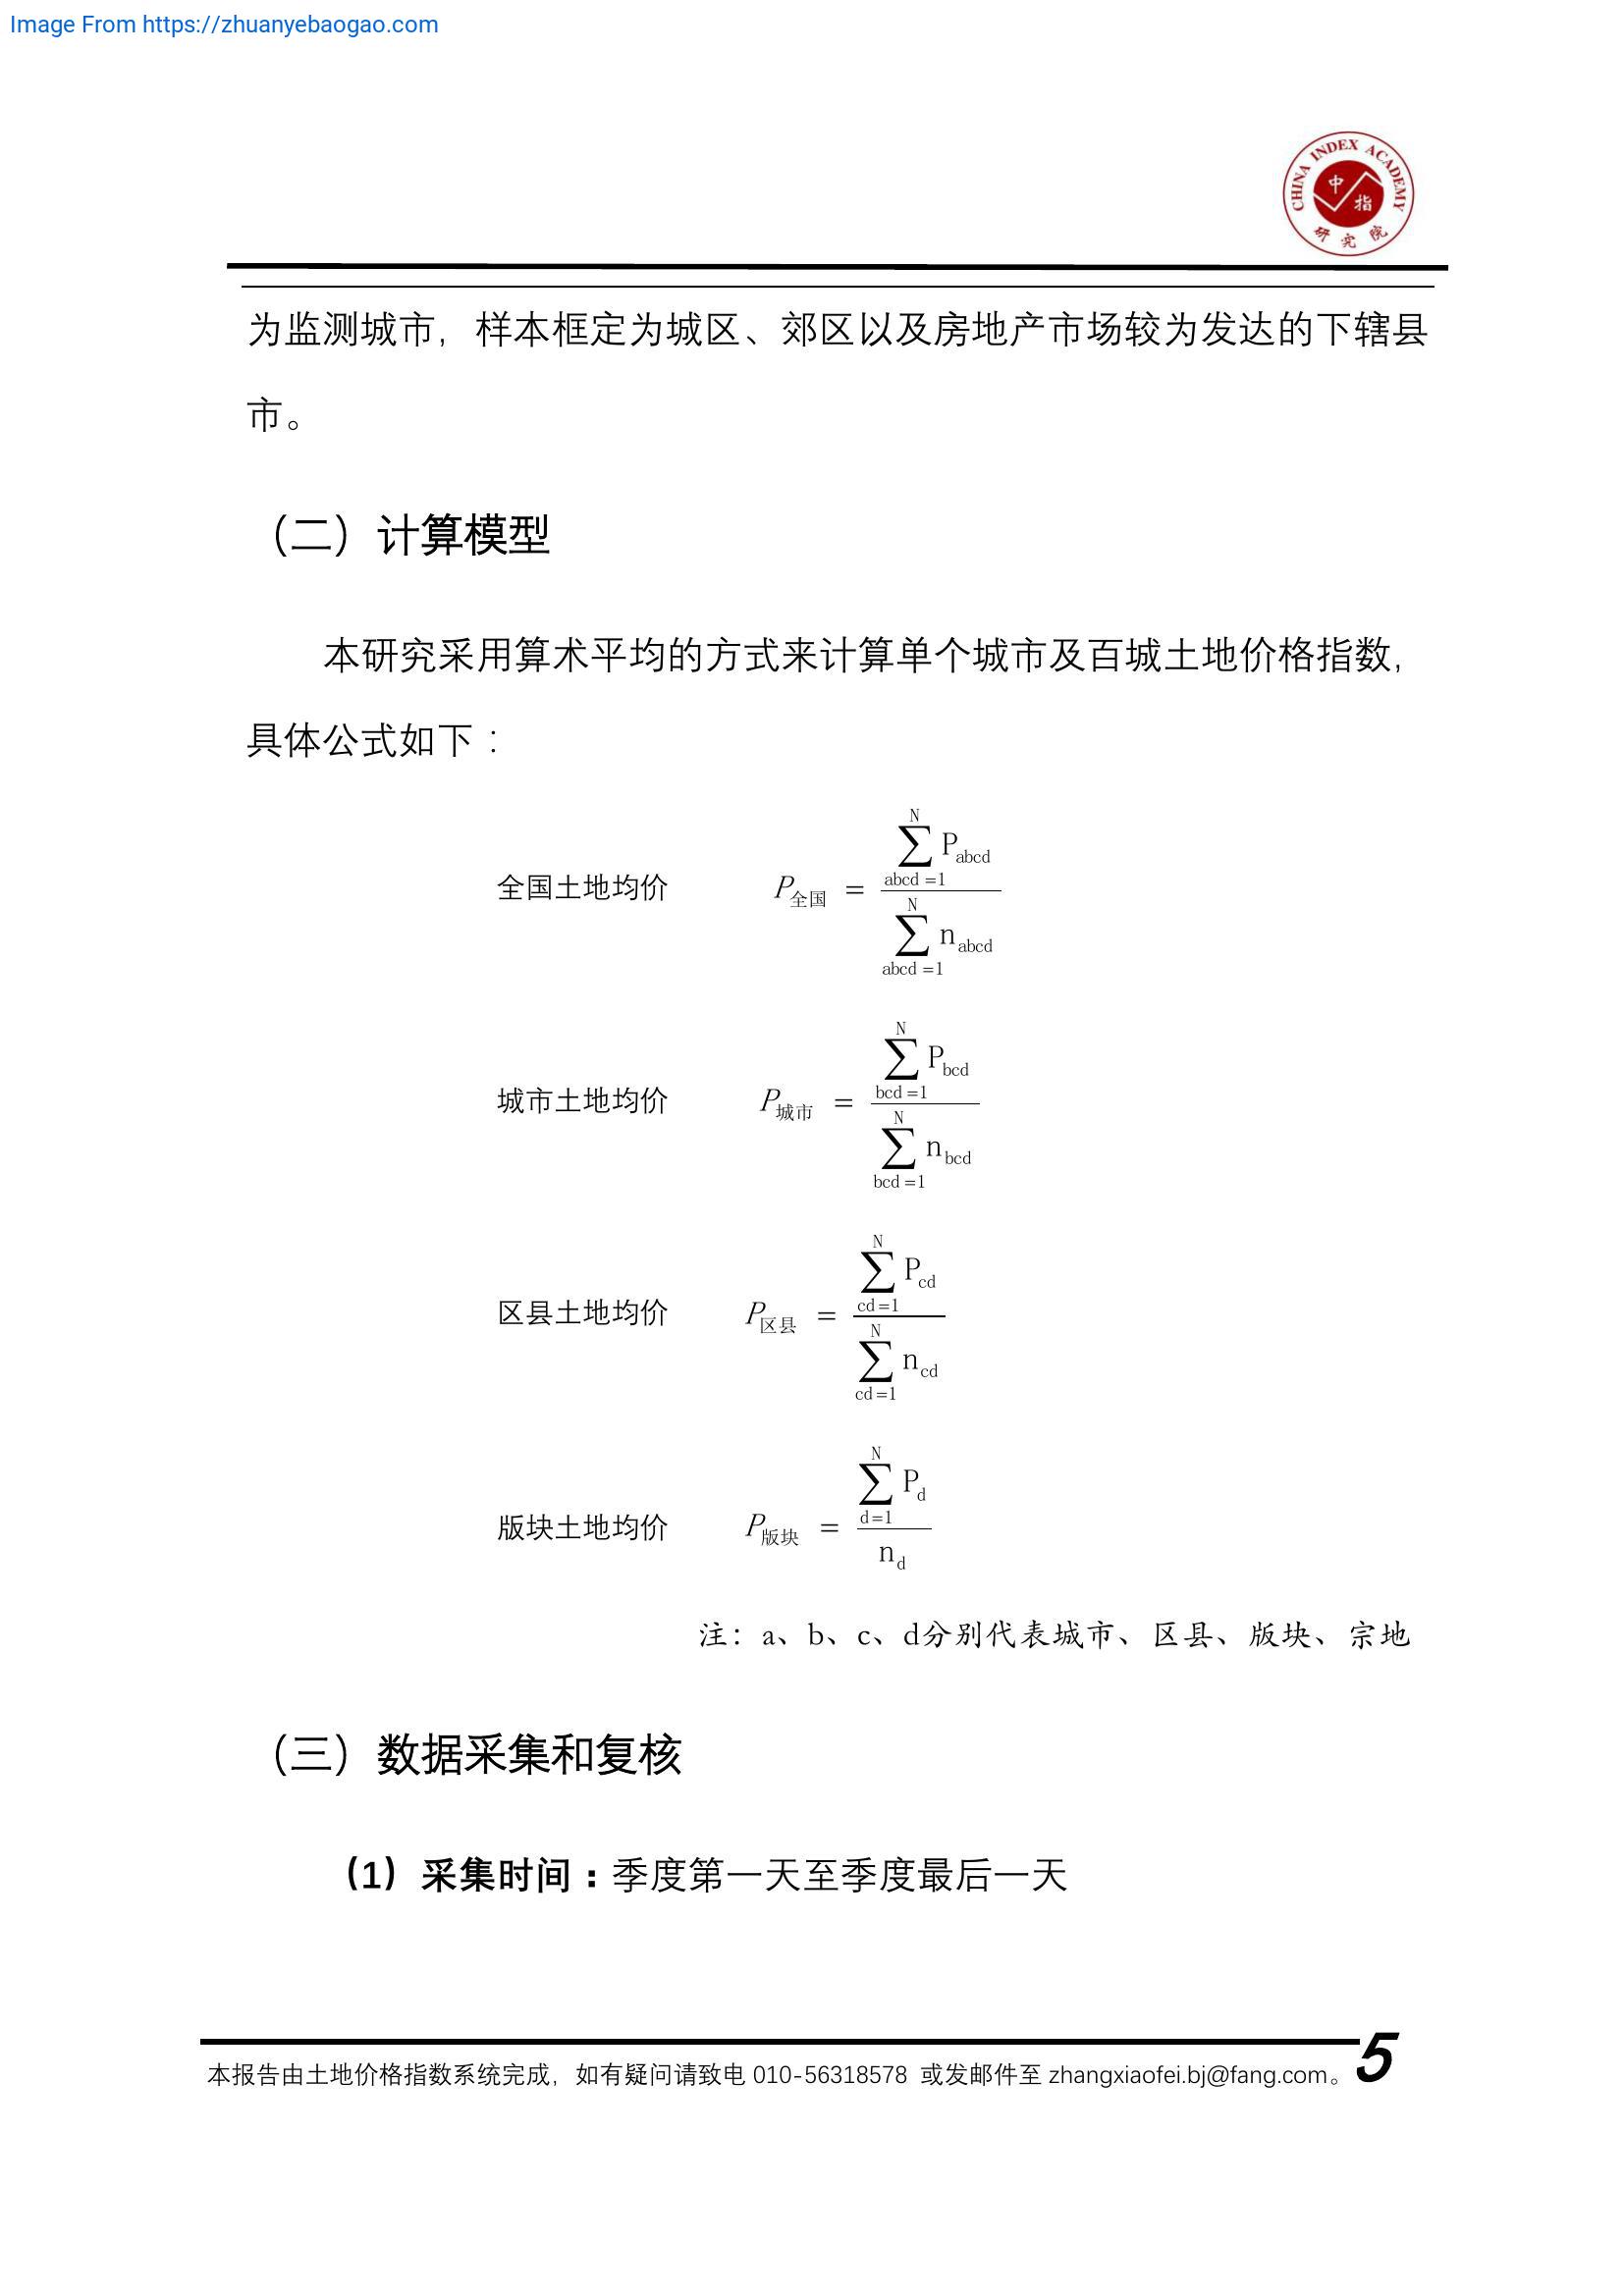 Image From https://zhuanyebaogao.com
CHINA INDEX ACADEMY
中指
研究院
为监测城市，样本框定为城区、郊区以及房地产市场较为发达的下辖县
市。
（二）计算模型
本研究采用算术平均的方式来计算单个城市及百城土地价格指数，
具体公式如下：
全国土地均价 P全国 = \frac{\sum_{abcd=1}^{N} P_{abcd}}{\sum_{abcd=1}^{N} n_{abcd}}
城市土地均价 P城市 = \frac{\sum_{bcd=1}^{N} P_{bcd}}{\sum_{bcd=1}^{N} n_{bcd}}
区县土地均价 P区县 = \frac{\sum_{cd=1}^{N} P_{cd}}{\sum_{cd=1}^{N} n_{cd}}
版块土地均价 P版块 = \frac{\sum_{d=1}^{N} P_{d}}{n_{d}}
注：a、b、c、d分别代表城市、区县、版块、宗地
（三）数据采集和复核
（1）采集时间：季度第一天至季度最后一天
本报告由土地价格指数系统完成，如有疑问请致电 010-56318578 或发邮件至 zhangxiaofei.bj@fang.com。
5